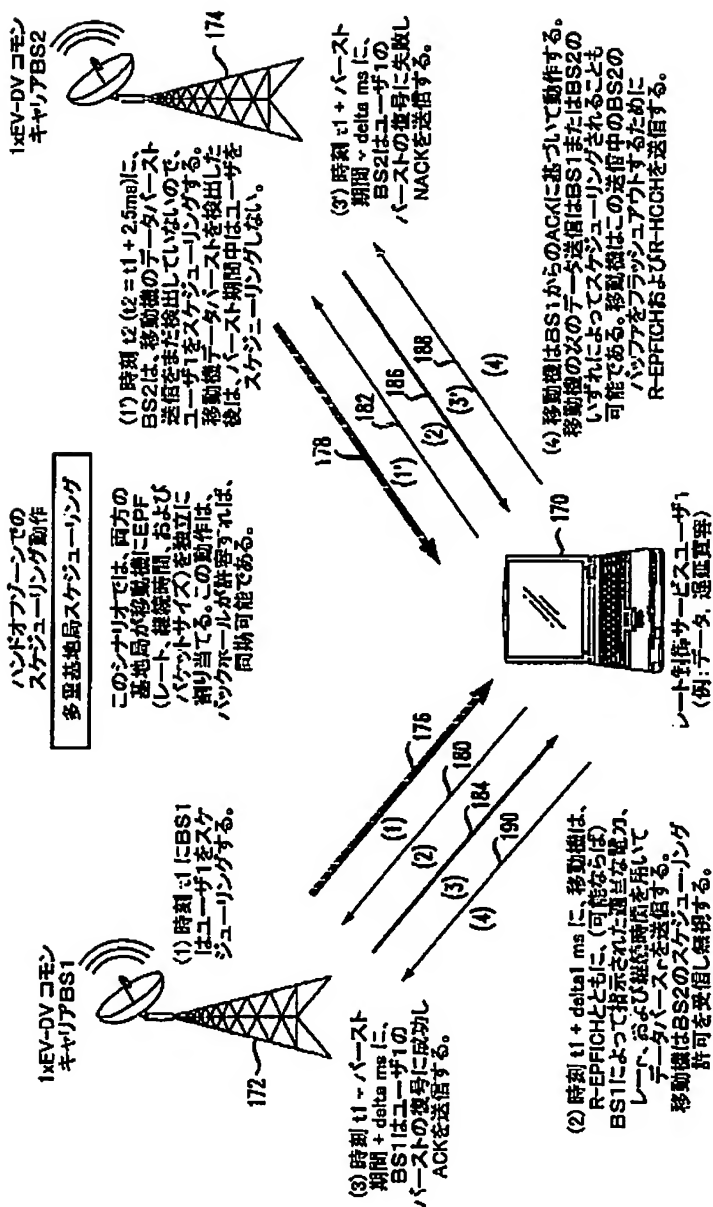 ハンドオフゾーンでの
スケジューリング動作
多重基地局スケジューリング
このシナリオでは、両方の
基地局が移動機にEPF
(レート、継続時間、および
パケットサイズ)を独立に
割り当てる。この動作は、
バックホールが許容すれば、
同期可能である。
1xEV-DV コモン
キャリアBS1
172
(1) 時刻 t1 にBS1
はユーザ1をスケ
ジューリングする。
1xEV-DV コモン
キャリアBS2
174
(1') 時刻 t2 (t2 = t1 + 2.5ms)に、
BS2は、移動機のデータバースト
送信をまだ検出していないので、
ユーザ1をスケジューリングする。
移動機データバーストを検出した
後は、バースト期間中はユーザを
スケジューリングしない。
(3) 時刻 t1 + バースト
期間 + delta ms に、
BS1はユーザ1の
バーストの復号に成功し
ACKを送信する。
(3') 時刻 t1 + バースト
期間 + delta ms に、
BS2はユーザ1の
バーストの復号に失敗し
NACKを送信する。
176
(1)
180
(2)
184
(3)
190
(4)
178
(1')
182
(2)
186
(3')
188
(4)
170
レート制御サービスユーザ1
(例:データ, 遅延寛容)
(2) 時刻 t1 + delta1 ms に、移動機は、
R-EPFICHとともに、(可能ならば)
BS1によって指示された適当な電力、
レート、および継続時間を用いて
データバーストを送信する。
移動機はBS2のスケジューリング
許可を受信し無視する。
(4) 移動機はBS1からのACKに基づいて動作する。
移動機の次のデータ送信はBS1またはBS2の
いずれによってスケジューリングされることも
可能である。移動機はこの送信中のBS2の
バッファをフラッシュアウトするために
R-EPFICHおよびR-HCCHを送信する。